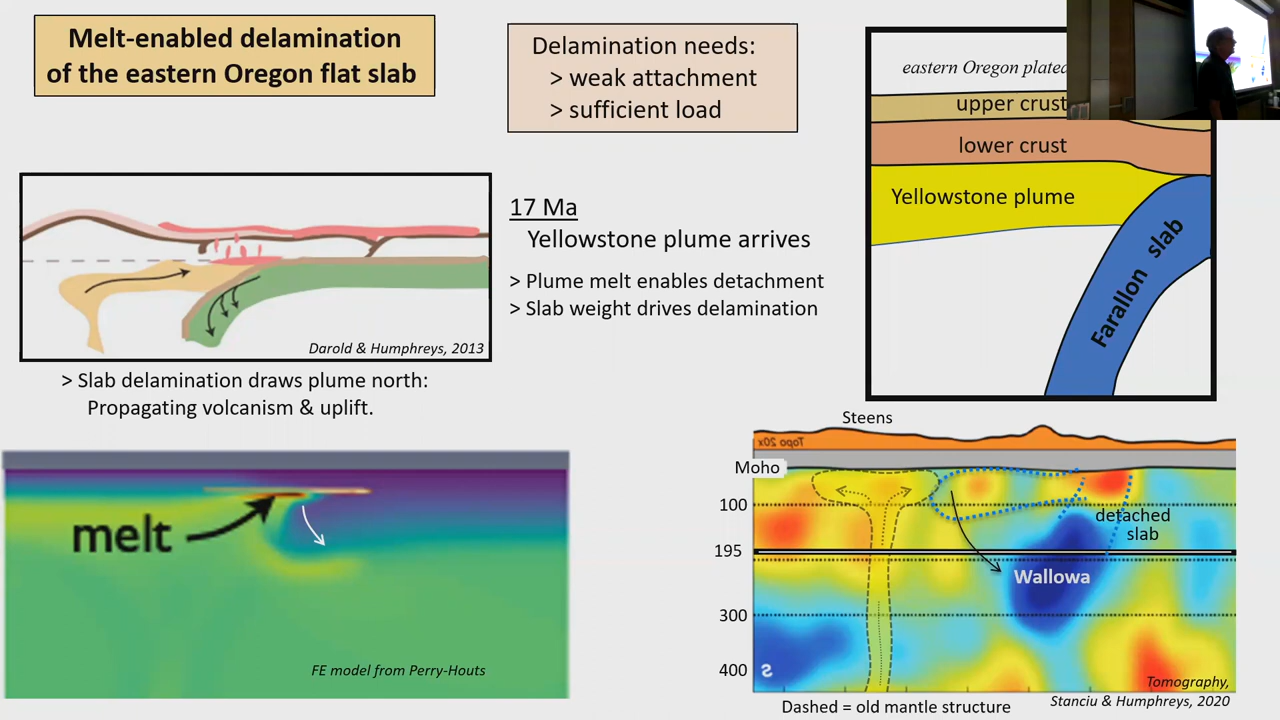 Melt-enabled delamination
of the eastern Oregon flat slab
Delamination needs:
> weak attachment
> sufficient load
eastern Oregon
upper crust
lower crust
Yellowstone plume
Farallon slab
17 Ma
Yellowstone plume arrives
> Plume melt enables detachment
> Slab weight drives delamination
Darold & Humphreys, 2013
> Slab delamination draws plume north:
Propagating volcanism & uplift.
melt
FE model from Perry-Houts
Steens
Topo 20x
Moho
100
detached
slab
195
Wallowa
300
400
S
Tomography,
Stanciu & Humphreys, 2020
Dashed = old mantle structure